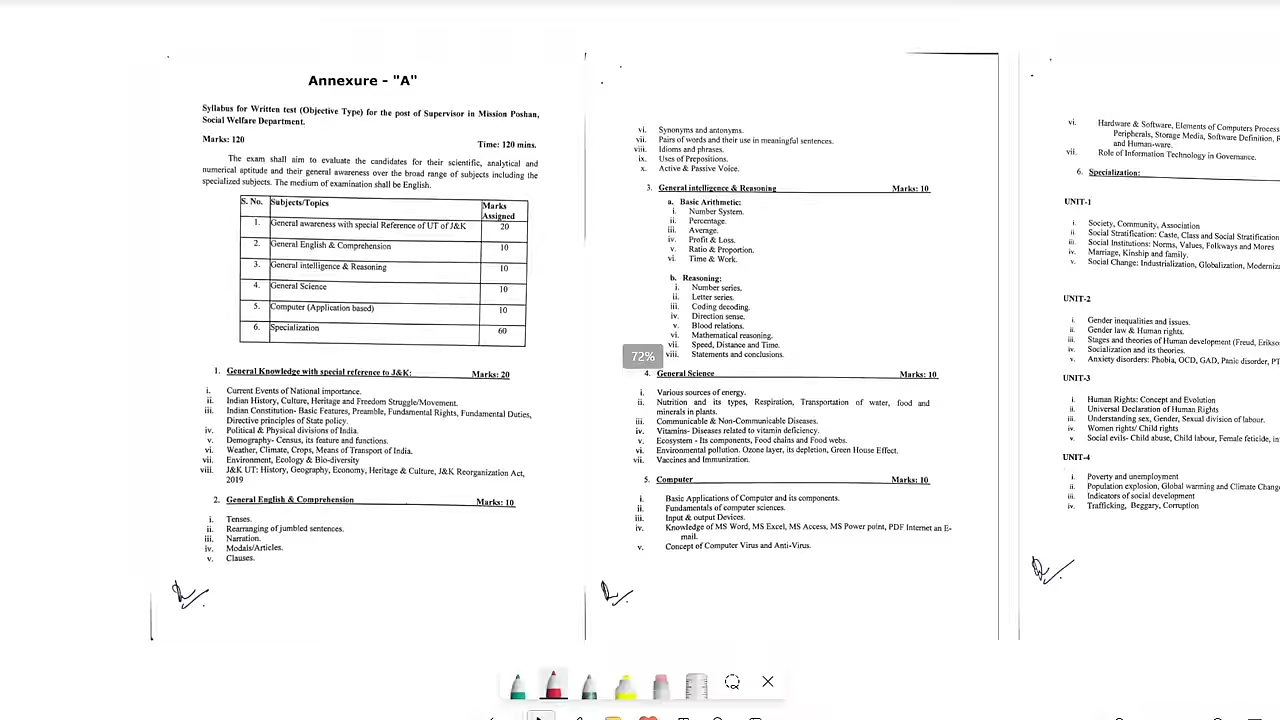 Annexure - "A"
Syllabus for Written test (Objective Type) for the post of Supervisor in Mission Poshan,
Social Welfare Department.
Marks: 120
Time: 120 mins.
The exam shall aim to evaluate the candidates for their scientific, analytical and
numerical aptitude and their general awareness over the broad range of subjects including the
specialized subjects. The medium of examination shall be English.
S. No. Subjects/Topics Marks Assigned
1. General awareness with special Reference of UT of J&K 20
2. General English & Comprehension 10
3. General intelligence & Reasoning 10
4. General Science 10
5. Computer (Application based) 10
6. Specialization 60
1. General Knowledge with special reference to J&K: Marks: 20
i. Current Events of National importance.
ii. Indian History, Culture, Heritage and Freedom Struggle/Movement.
iii. Indian Constitution- Basic Features, Preamble, Fundamental Rights, Fundamental Duties,
Directive principles of State policy.
iv. Political & Physical divisions of India.
v. Demography- Census, its feature and functions.
vi. Weather, Climate, Crops, Means of Transport of India.
vii. Environment, Ecology & Bio-diversity
viii. J&K UT: History, Geography, Economy, Heritage & Culture, J&K Reorganization Act,
2019
2. General English & Comprehension Marks: 10
i. Tenses.
ii. Rearranging of jumbled sentences.
iii. Narration.
iv. Modals/Articles.
v. Clauses.
vi. Synonyms and antonyms.
vii. Pairs of words and their use in meaningful sentences.
viii. Idioms and phrases.
ix. Uses of Prepositions.
x. Active & Passive Voice.
3. General intelligence & Reasoning Marks: 10
a. Basic Arithmetic:
i. Number System.
ii. Percentage.
iii. Average.
iv. Profit & Loss.
v. Ratio & Proportion.
vi. Time & Work.
b. Reasoning:
i. Number series.
ii. Letter series.
iii. Coding decoding.
iv. Direction sense.
v. Blood relations.
vi. Mathematical reasoning.
vii. Speed, Distance and Time.
viii. Statements and conclusions.
72%
4. General Science Marks: 10
i. Various sources of energy.
ii. Nutrition and its types, Respiration, Transportation of water, food and
minerals in plants.
iii. Communicable & Non-Communicable Diseases.
iv. Vitamins- Diseases related to vitamin deficiency.
v. Ecosystem - Its components, Food chains and Food webs.
vi. Environmental pollution. Ozone layer, its depletion, Green House Effect.
vii. Vaccines and Immunization.
5. Computer Marks: 10
i. Basic Applications of Computer and its components.
ii. Fundamentals of computer sciences.
iii. Input & output Devices.
iv. Knowledge of MS Word, MS Excel, MS Access, MS Power point, PDF Internet an E-
mail.
v. Concept of Computer Virus and Anti-Virus.
vi. Hardware & Software, Elements of Computers Process
Peripherals, Storage Media, Software Definition, R
and Human-ware.
vii. Role of Information Technology in Governance.
6. Specialization:
UNIT-1
i. Society, Community, Association
ii. Social Stratification: Caste, Class and Social Stratification
iii. Social Institutions: Norms, Values, Folkways and Mores
iv. Marriage, Kinship and family.
v. Social Change: Industrialization, Globalization, Moderniza
UNIT-2
i. Gender inequalities and issues.
ii. Gender law & Human rights.
iii. Stages and theories of Human development (Freud, Erikso
iv. Socialization and its theories.
v. Anxiety disorders: Phobia, OCD, GAD, Panic disorder, PT
UNIT-3
i. Human Rights: Concept and Evolution
ii. Universal Declaration of Human Rights
iii. Understanding sex, Gender, Sexual division of labour.
iv. Women rights/ Child rights
v. Social evils- Child abuse, Child labour, Female feticide, in
UNIT-4
i. Poverty and unemployment
ii. Population explosion, Global warming and Climate Change
iii. Indicators of social development
iv. Trafficking, Beggary, Corruption